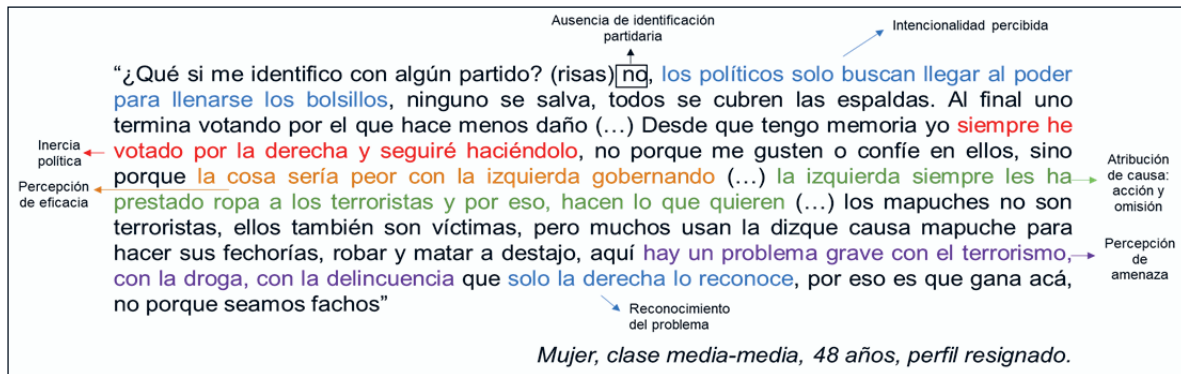 Ausencia de identificación
partidaria
Intencionalidad percibida
“¿Qué si me identifico con algún partido? (risas) no, los políticos solo buscan llegar al poder
para llenarse los bolsillos, ninguno se salva, todos se cubren las espaldas. Al final uno
termina votando por el que hace menos daño (…) Desde que tengo memoria yo siempre he
votado por la derecha y seguiré haciéndolo, no porque me gusten o confíe en ellos, sino
porque la cosa sería peor con la izquierda gobernando (…) la izquierda siempre les ha
prestado ropa a los terroristas y por eso, hacen lo que quieren (…) los mapuches no son
terroristas, ellos también son víctimas, pero muchos usan la dizque causa mapuche para
hacer sus fechorías, robar y matar a destajo, aquí hay un problema grave con el terrorismo,
con la droga, con la delincuencia que solo la derecha lo reconoce, por eso es que gana acá,
no porque seamos fachos”
Inercia
política
Percepción
de eficacia
Atribución
de causa:
acción y
omisión
Percepción
de
amenaza
Reconocimiento
del problema
Mujer, clase media-media, 48 años, perfil resignado.